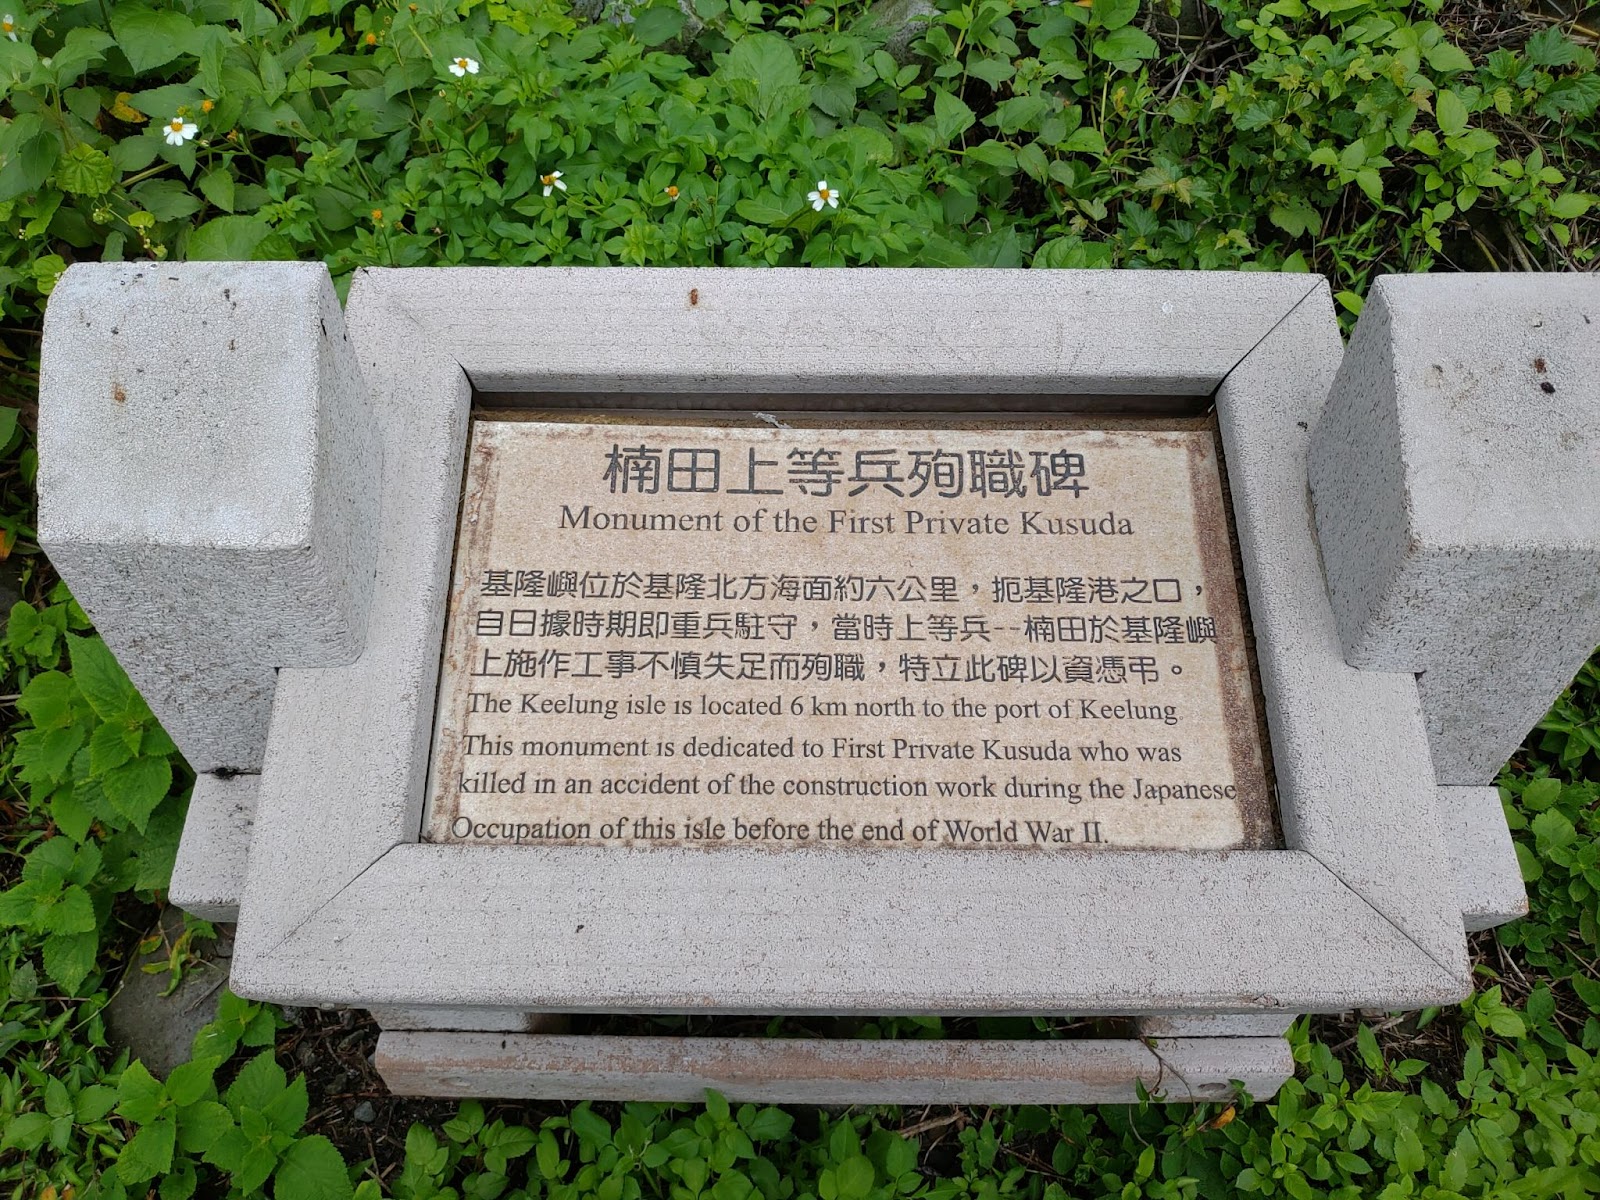 楠田上等兵殉職碑
Monument of the First Private Kusuda
基隆嶼位於基隆北方海面約六公里，扼基隆港之口，
自日據時期即重兵駐守，當時上等兵--楠田於基隆嶼
上施作工事不慎失足而殉職，特立此碑以資憑弔。
The Keelung isle is located 6 km north to the port of Keelung
This monument is dedicated to First Private Kusuda who was
killed in an accident of the construction work during the Japanese
Occupation of this isle before the end of World War II.